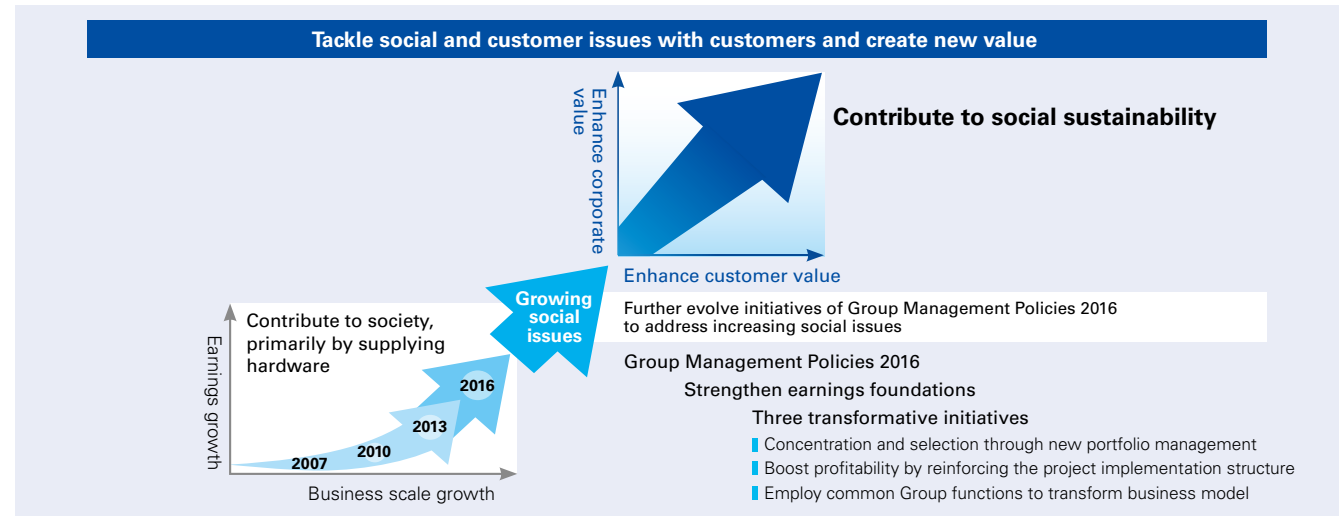 Tackle social and customer issues with customers and create new value
Enhance corporate
value
Contribute to social sustainability
Enhance customer value
Growing
social
issues
Further evolve initiatives of Group Management Policies 2016
to address increasing social issues
Contribute to society,
primarily by supplying
hardware
Earnings growth
2016
2013
2010
2007
Business scale growth
Group Management Policies 2016
Strengthen earnings foundations
Three transformative initiatives
Concentration and selection through new portfolio management
Boost profitability by reinforcing the project implementation structure
Employ common Group functions to transform business model